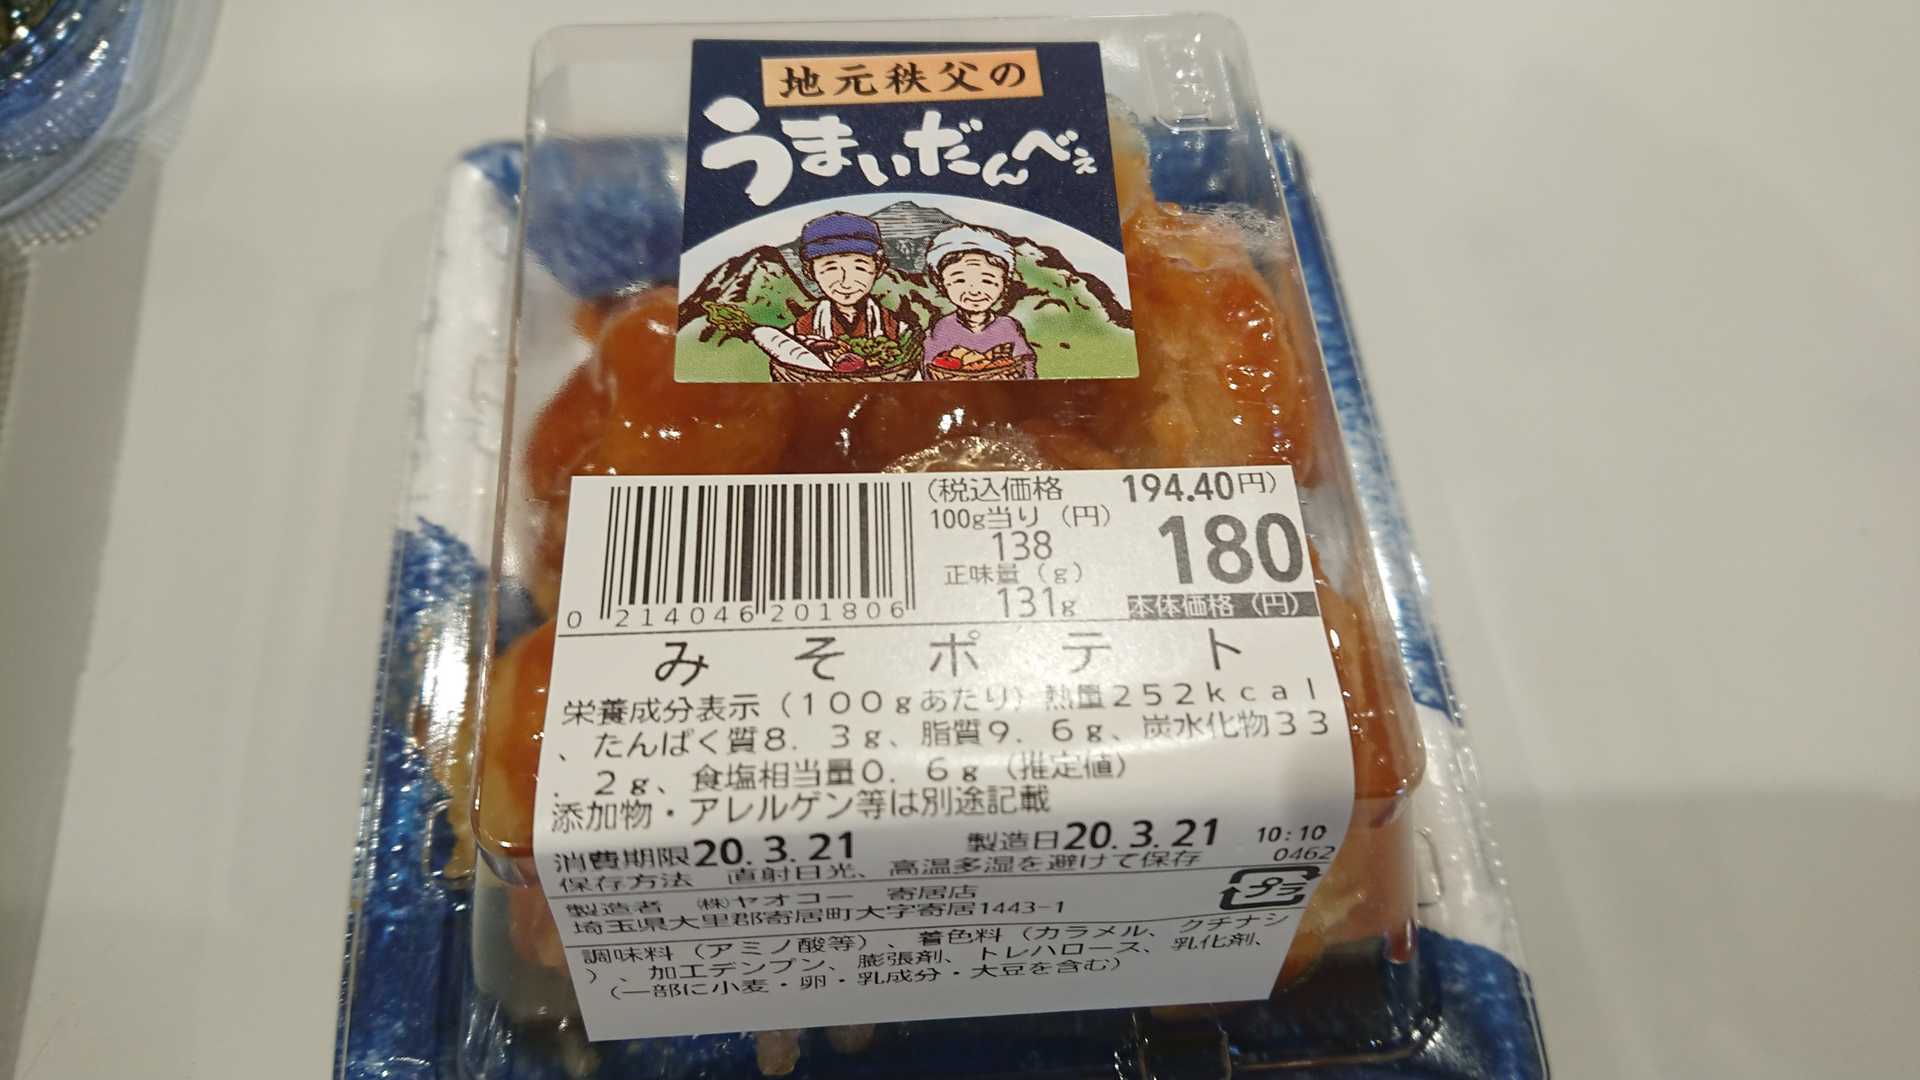 地元秩父の
うまいだんべぇ
(税込価格 194.40円)
100g当り (円)
138
180
正味量 (g)
131g
本体価格 (円)
0 214046 201806
みそポテト
栄養成分表示(100gあたり)熱量252kcal
、たんぱく質8.3g、脂質9.6g、炭水化物33
.2g、食塩相当量0.6g(推定値)
添加物・アレルゲン等は別途記載
消費期限20.3.21 製造日20.3.21 10:10
保存方法 直射日光、高温多湿を避けて保存 0462
プラ
製造者 ㈱ヤオコー 寄居店
埼玉県大里郡寄居町大字寄居1443-1
調味料(アミノ酸等)、着色料(カラメル、クチナシ
)、加工デンプン、膨張剤、トレハロース、乳化剤、
(一部に小麦・卵・乳成分・大豆を含む)